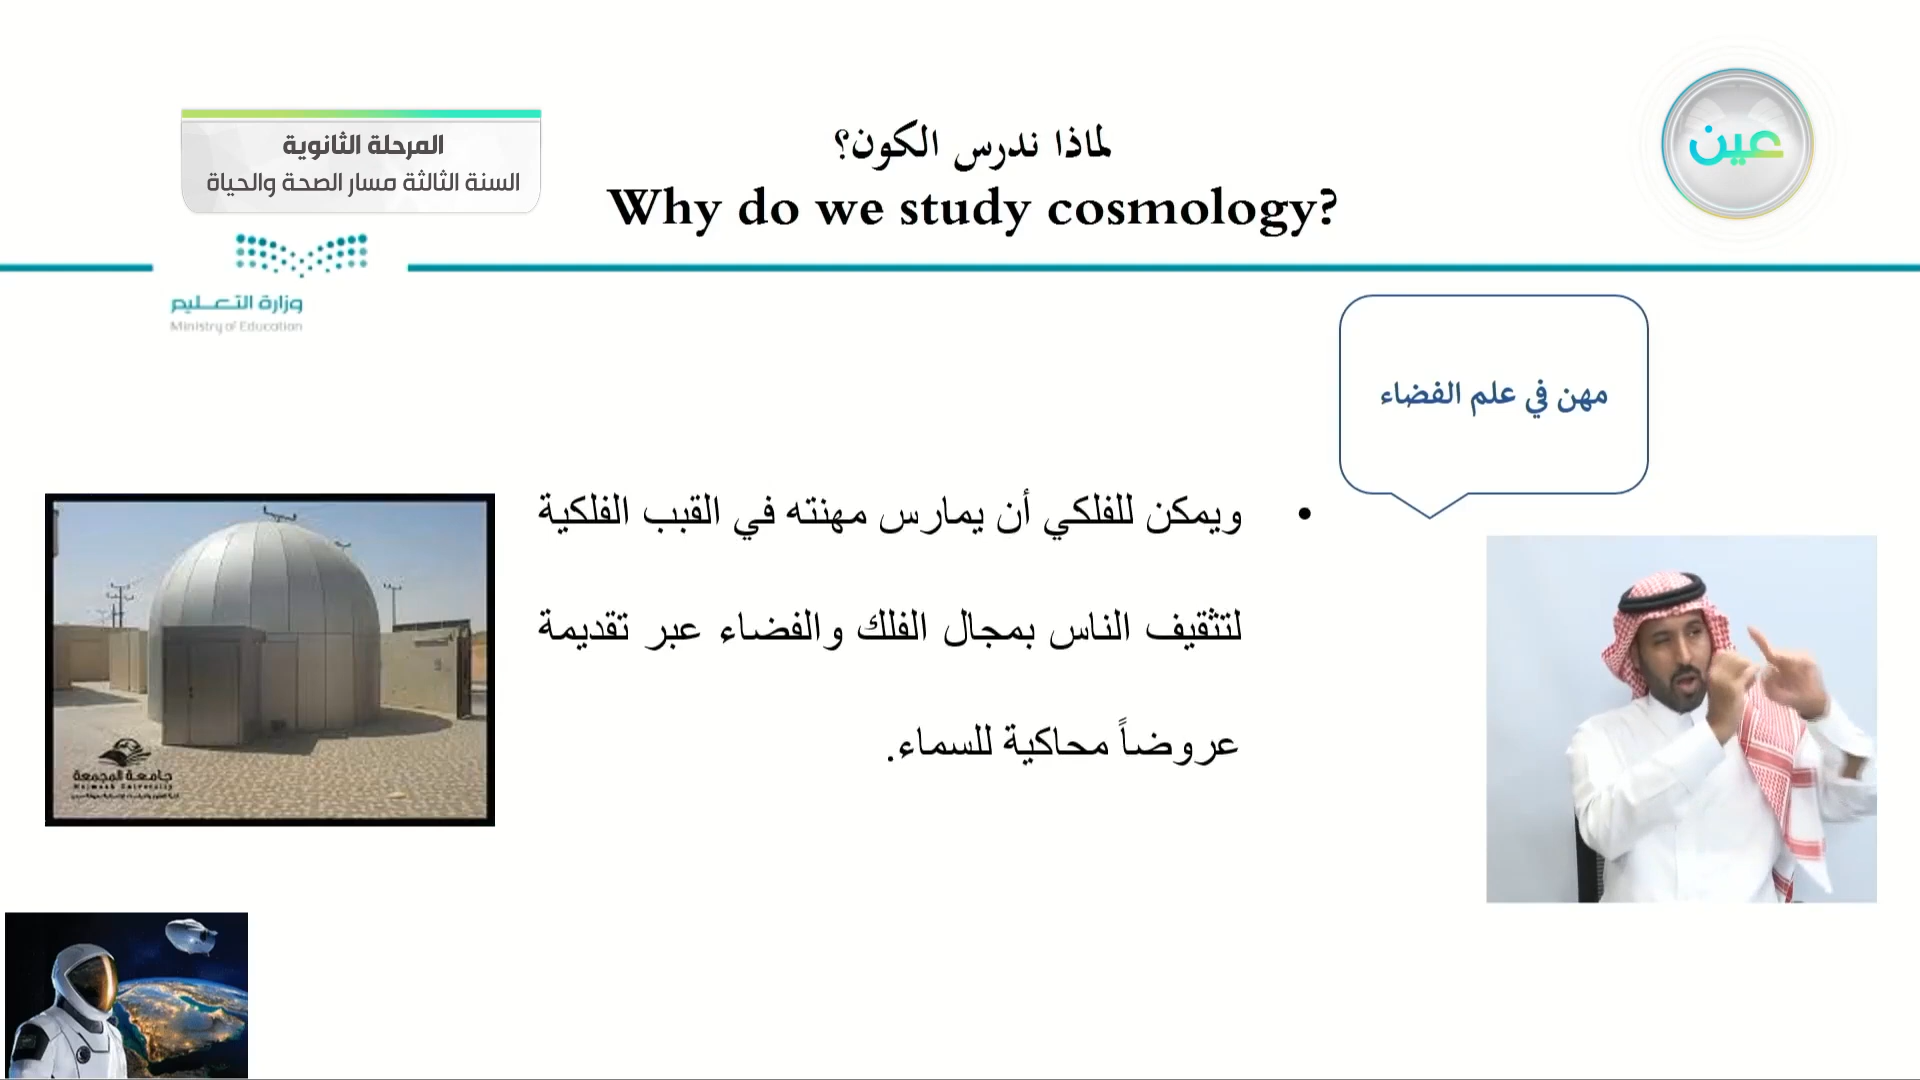 المرحلة الثانوية
السنة الثالثة مسار الصحة والحياة
لماذا ندرس الكون؟
Why do we study cosmology?
عين
وزارة التعليم
Ministry of Education
مهن في علم الفضاء
• ويمكن للفلكي أن يمارس مهنته في القبب الفلكية
لتثقيف الناس بمجال الفلك والفضاء عبر تقديمة
عروضاً محاكية للسماء.
جامعة المجمعة
Majmaah University